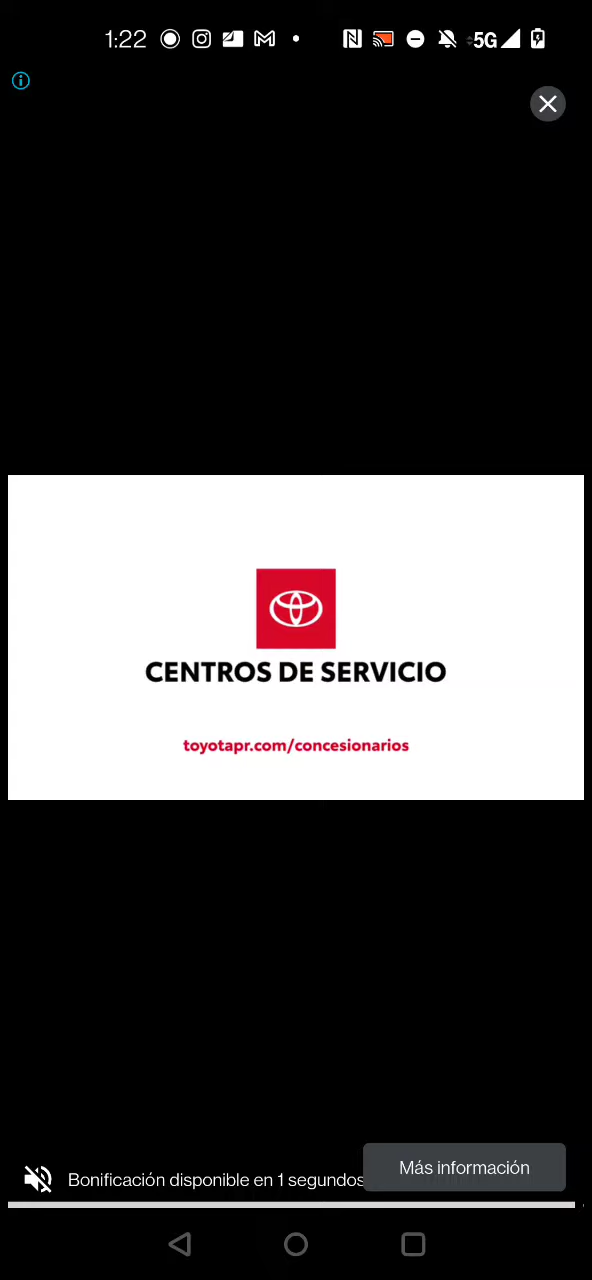 1:22
5G
CENTROS DE SERVICIO
toyotapr.com/concesionarios
Bonificación disponible en 1 segundos
Más información